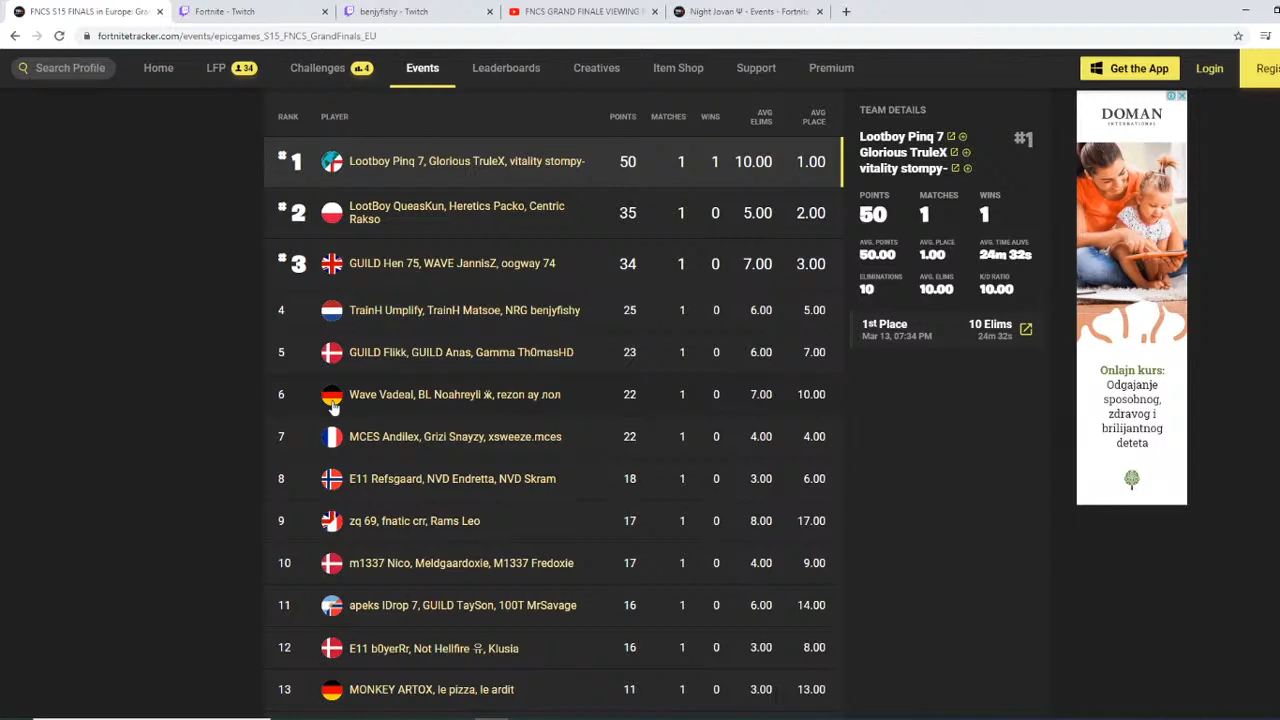 FNCS S15 FINALS in Europe: Gra
Fortnite - Twitch
benjyfishy - Twitch
FNCS GRAND FINALE VIEWING P
Night Jovan Ψ - Events - Fortnite
fortnitetracker.com/events/epicgames_S15_FNCS_GrandFinals_EU
Search Profile
Home
LFP 34
Challenges 4
Events
Leaderboards
Creatives
Item Shop
Support
Premium
Get the App
Login
Regi
RANK PLAYER POINTS MATCHES WINS AVG ELIMS AVG PLACE
#1 Lootboy Pinq 7, Glorious TruleX, vitality stompy- 50 1 1 10.00 1.00
#2 LootBoy QueasKun, Heretics Packo, Centric Rakso 35 1 0 5.00 2.00
#3 GUILD Hen 75, WAVE JannisZ, oogway 74 34 1 0 7.00 3.00
4 TrainH Umplify, TrainH Matsoe, NRG benjyfishy 25 1 0 6.00 5.00
5 GUILD Flikk, GUILD Anas, Gamma Th0masHD 23 1 0 6.00 7.00
6 Wave Vadeal, BL Noahreyli ж, rezon ay лол 22 1 0 7.00 10.00
7 MCES Andilex, Grizi Snayzy, xsweeze.mces 22 1 0 4.00 4.00
8 E11 Refsgaard, NVD Endretta, NVD Skram 18 1 0 3.00 6.00
9 zq 69, fnatic crr, Rams Leo 17 1 0 8.00 17.00
10 m1337 Nico, Meldgaardoxie, M1337 Fredoxie 17 1 0 4.00 9.00
11 apeks IDrop 7, GUILD TaySon, 100T MrSavage 16 1 0 6.00 14.00
12 E11 b0yerRr, Not Hellfire 유, Klusia 16 1 0 3.00 8.00
13 MONKEY ARTOX, le pizza, le ardit 11 1 0 3.00 13.00
TEAM DETAILS
Lootboy Pinq 7
#1
Glorious TruleX
vitality stompy-
POINTS MATCHES WINS
50 1 1
AVG. POINTS AVG. PLACE AVG. TIME ALIVE
50.00 1.00 24m 32s
ELIMINATIONS AVG. ELIMS K/D RATIO
10 10.00 10.00
1st Place 10 Elims
Mar 13, 07:34 PM 24m 32s
DOMAN
INTERNATIONAL
Onlajn kurs:
Odgajanje
sposobnog,
zdravog i
brilijantnog
deteta